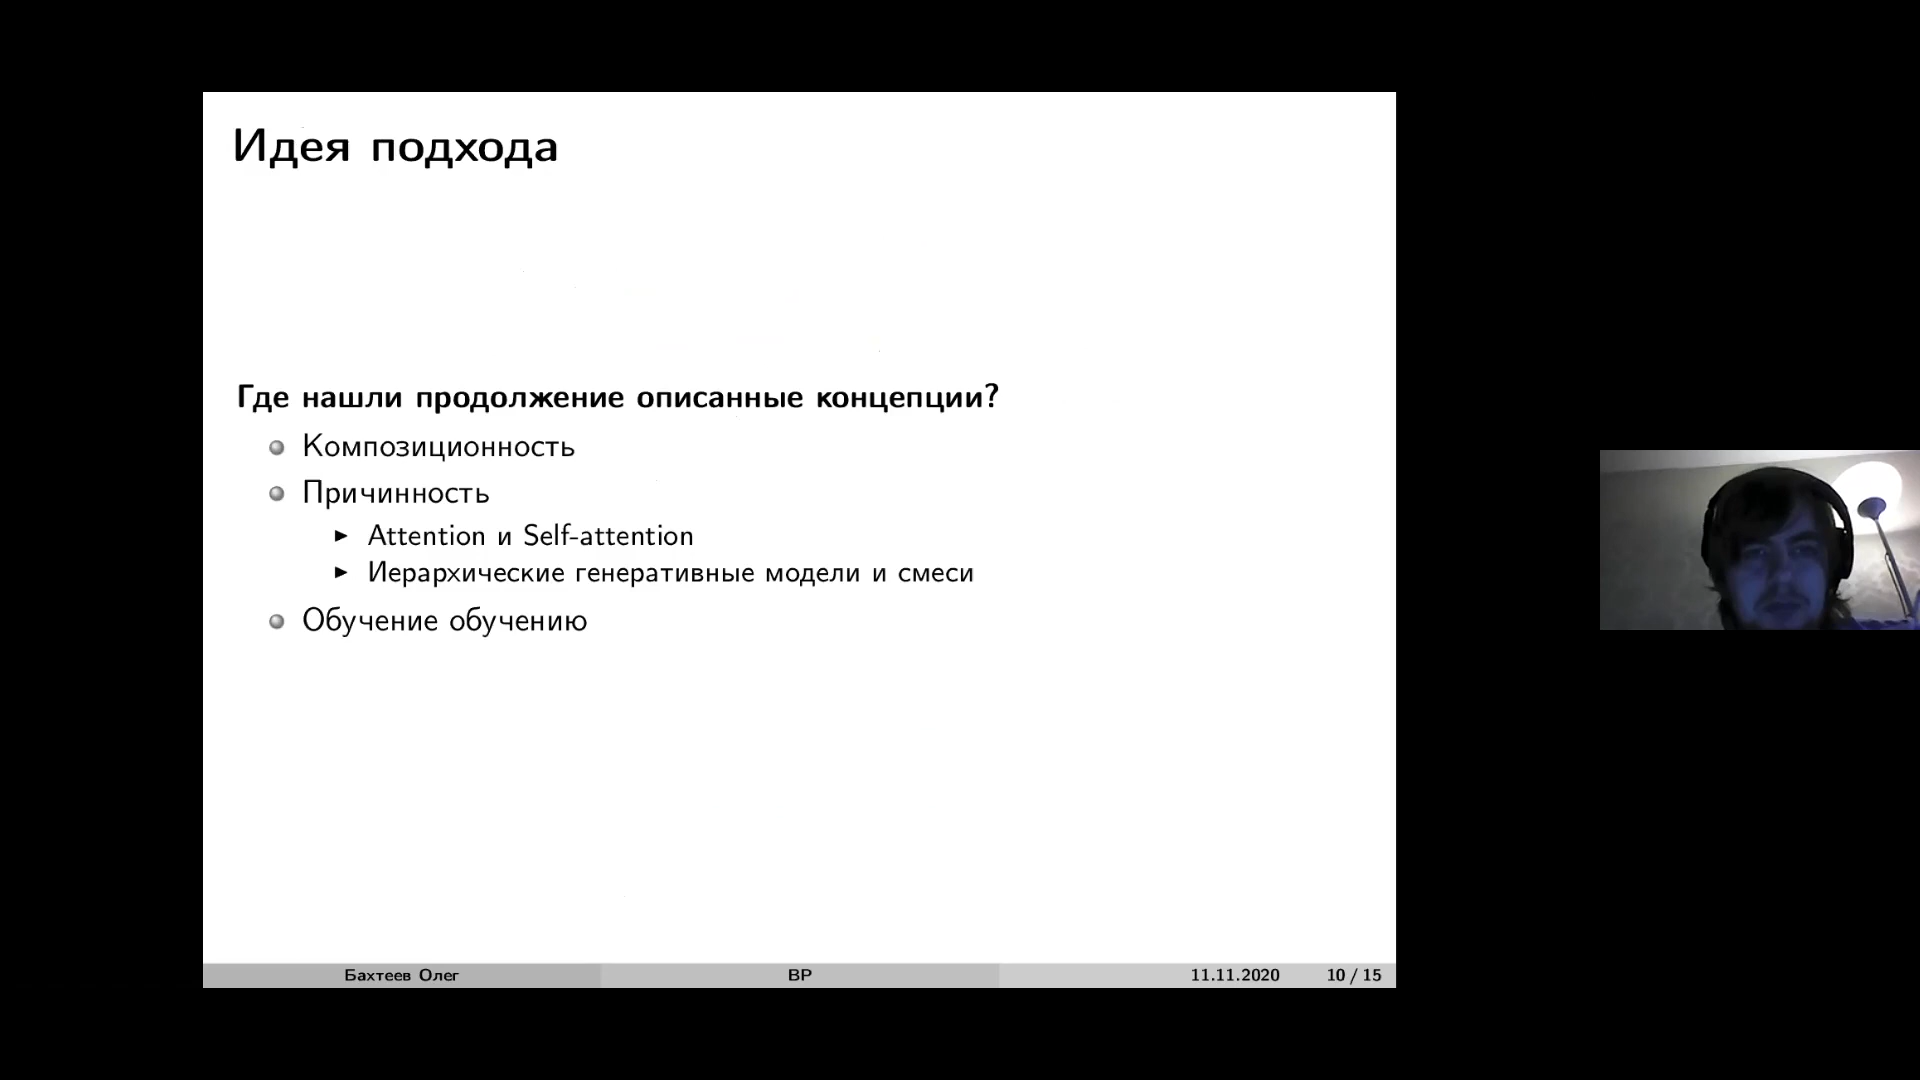 Идея подхода
Где нашли продолжение описанные концепции?
Композиционность
Причинность
Attention и Self-attention
Иерархические генеративные модели и смеси
Обучение обучению
Бахтеев Олег
ВР
11.11.2020
10 / 15